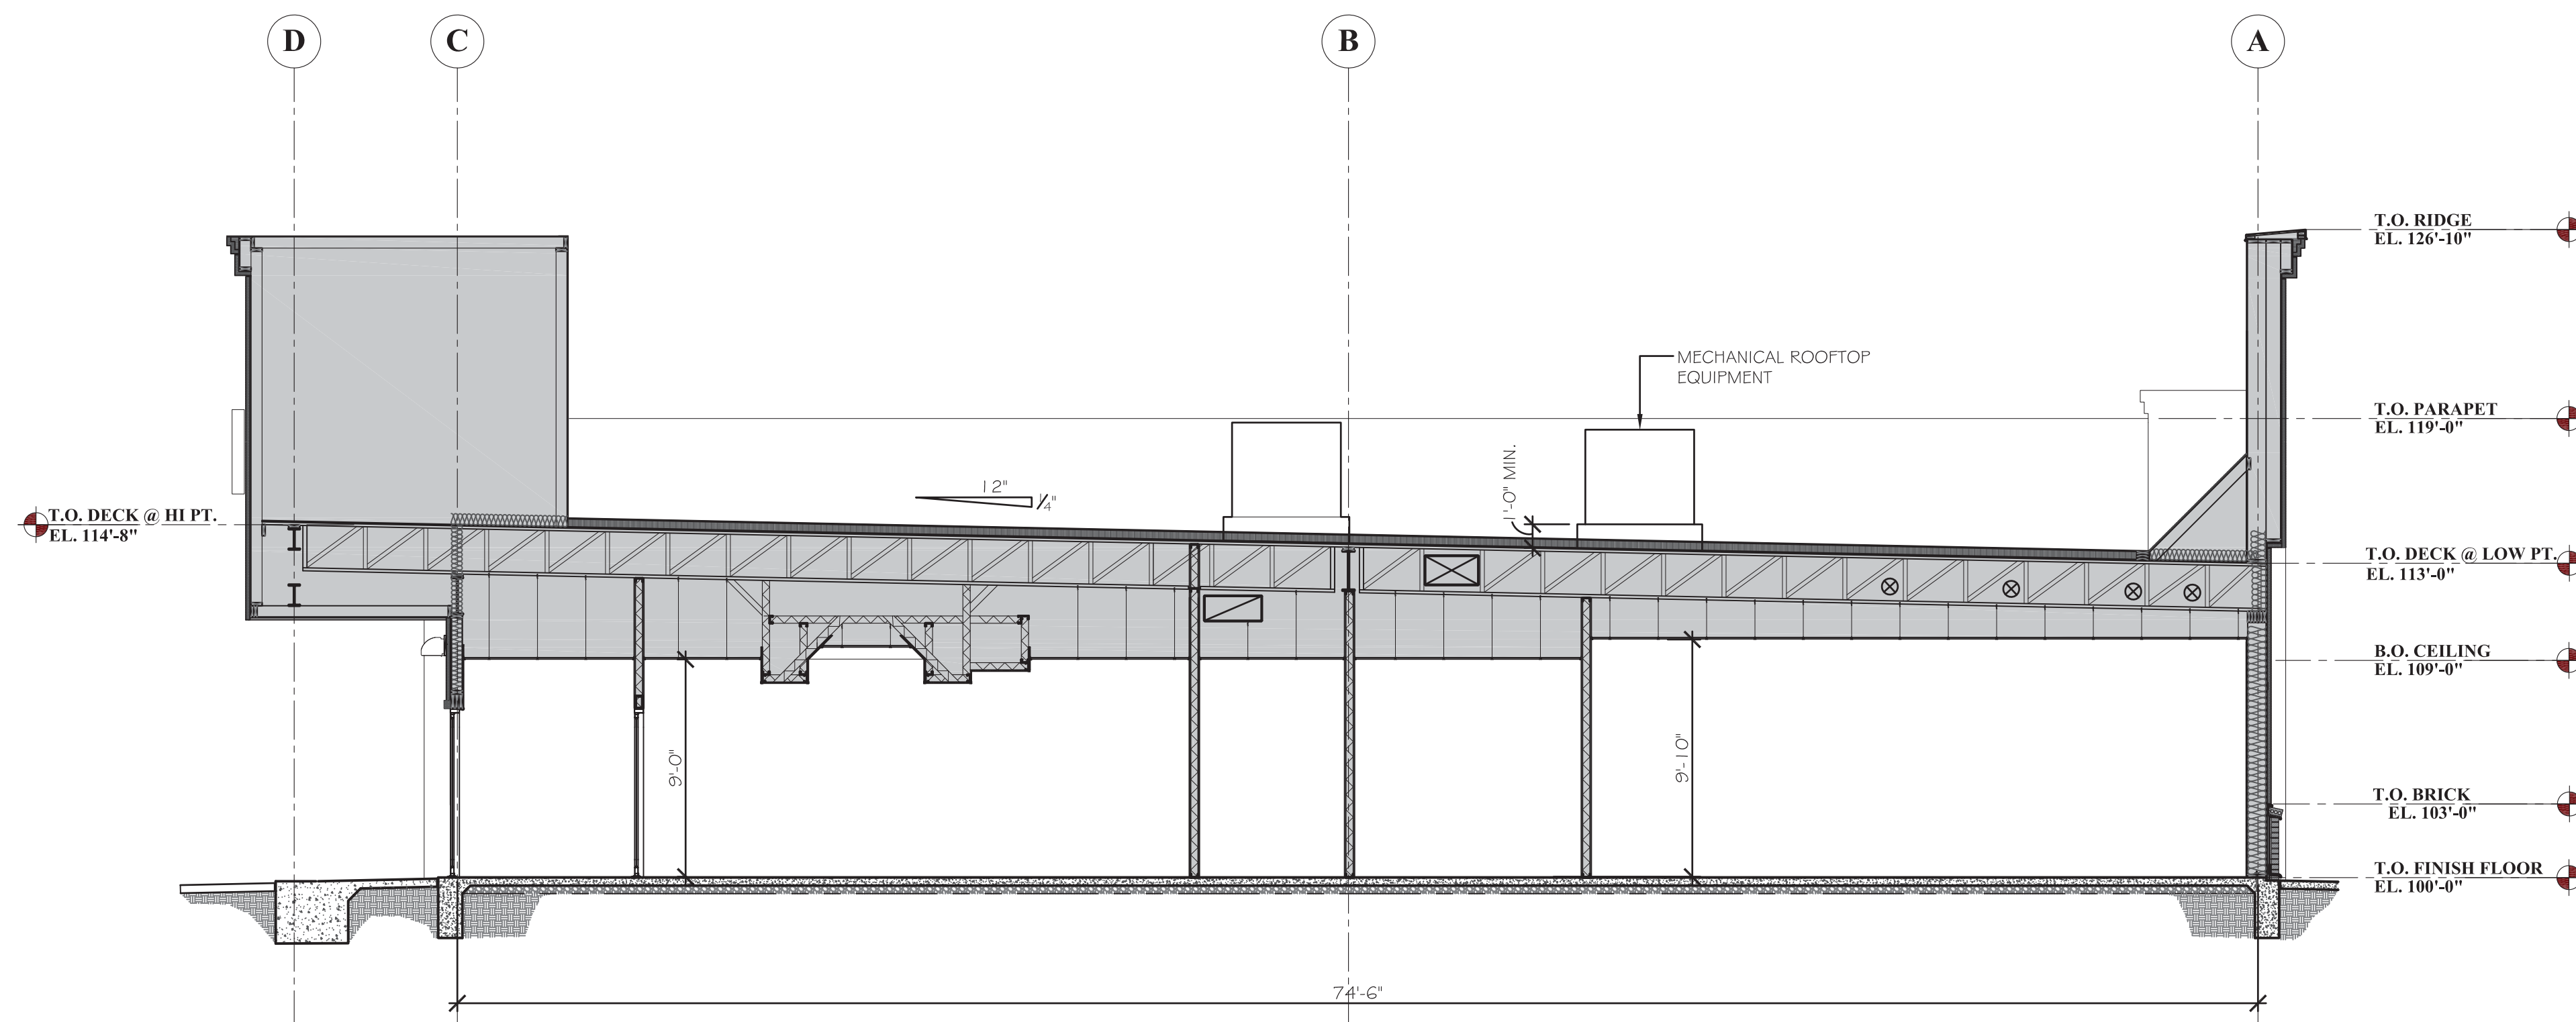 D
C
B
A
T.O. RIDGE
EL. 126'-10"
MECHANICAL ROOFTOP
EQUIPMENT
T.O. PARAPET
EL. 119'-0"
1'-0" MIN.
12"
1/4"
T.O. DECK @ HI PT.
EL. 114'-8"
T.O. DECK @ LOW PT.
EL. 113'-0"
B.O. CEILING
EL. 109'-0"
9'-0"
9'-10"
T.O. BRICK
EL. 103'-0"
T.O. FINISH FLOOR
EL. 100'-0"
74'-6"